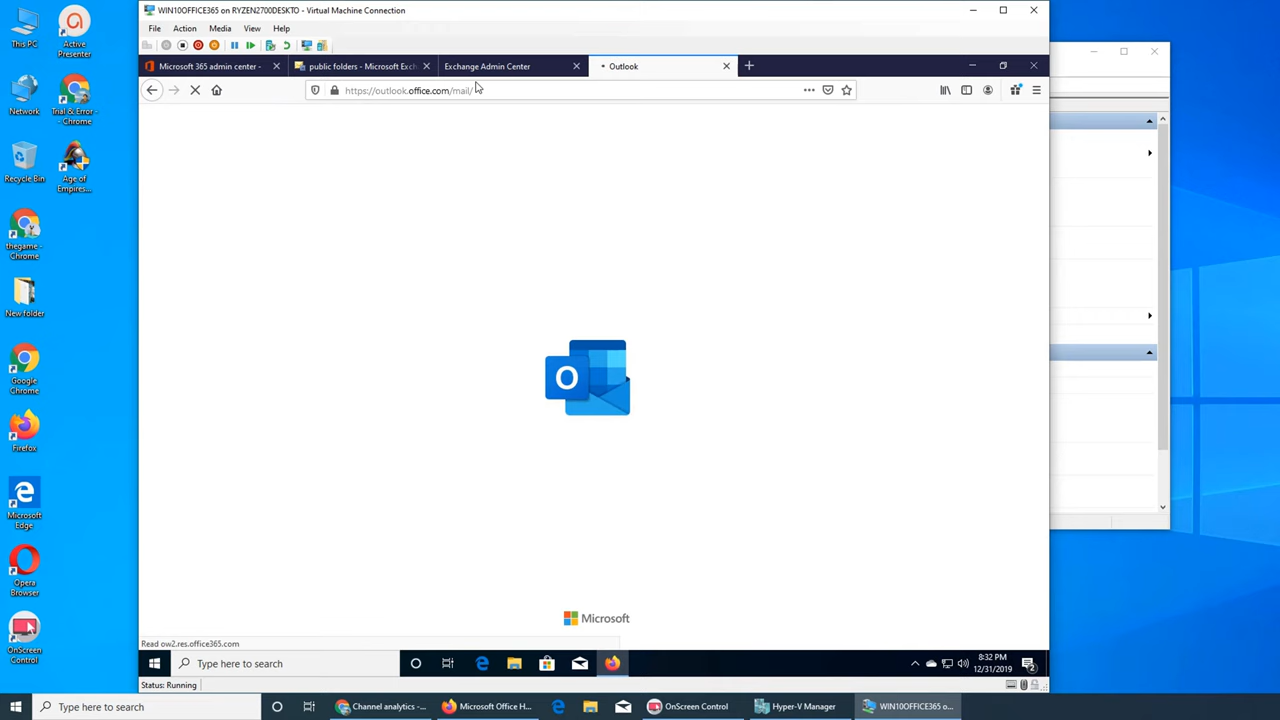 This PC
Active
Presenter
Network
Trial & Error -
- Chrome
Recycle Bin
Age of
Empires...
thegame -
Chrome
New folder
Google
Chrome
Firefox
Microsoft
Edge
Opera
Browser
OnScreen
Control
WIN10OFFICE365 on RYZEN2700DESKTO - Virtual Machine Connection
File Action Media View Help
Microsoft 365 admin center -
public folders - Microsoft Exch
Exchange Admin Center
Outlook
https://outlook.office.com/mail/
O
Microsoft
Read ow2.res.office365.com
Type here to search
8:32 PM
12/31/2019
2
Status: Running
Type here to search
Channel analytics -...
Microsoft Office H...
OnScreen Control
Hyper-V Manager
WIN10OFFICE365 o...